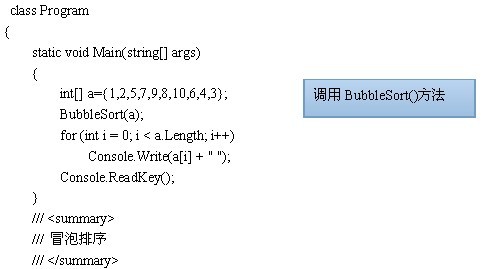 class Program
{
static void Main(string[] args)
{
int[] a={1,2,5,7,9,8,10,6,4,3};
BubbleSort(a);
for (int i = 0; i < a.Length; i++)
Console.Write(a[i] + " ");
Console.ReadKey();
}
/// <summary>
/// 冒泡排序
/// </summary>
调用 BubbleSort()方法